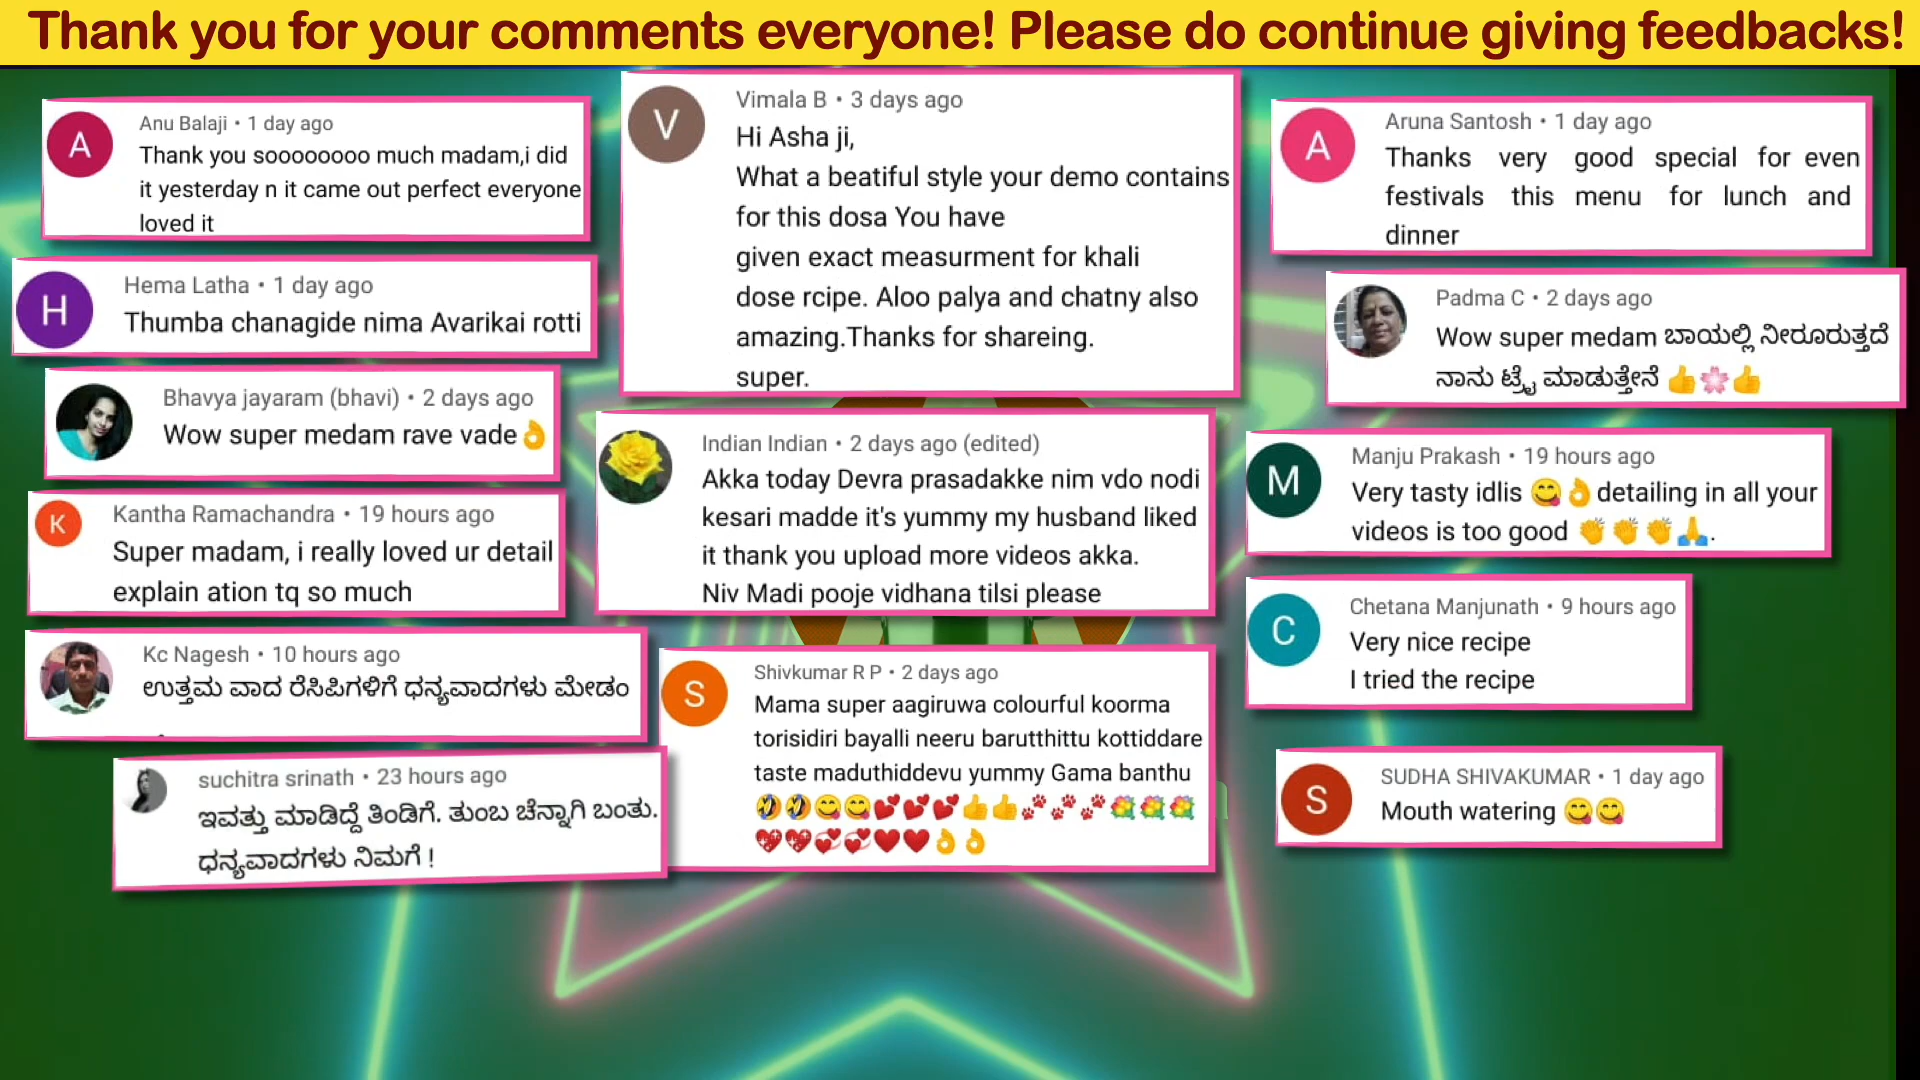 Thank you for your comments everyone! Please do continue giving feedbacks!
A
Anu Balaji • 1 day ago
Thank you soooooooo much madam,i did
it yesterday n it came out perfect everyone
loved it
H
Hema Latha • 1 day ago
Thumba chanagide nima Avarikai rotti
Bhavya jayaram (bhavi) • 2 days ago
Wow super medam rave vade👌
K
Kantha Ramachandra • 19 hours ago
Super madam, i really loved ur detail
explain ation tq so much
Kc Nagesh • 10 hours ago
ಉತ್ತಮ ವಾದ ರೆಸಿಪಿಗಳಿಗೆ ಧನ್ಯವಾದಗಳು ಮೇಡಂ
suchitra srinath • 23 hours ago
ಇವತ್ತು ಮಾಡಿದ್ದೆ ತಿಂಡಿಗೆ. ತುಂಬ ಚೆನ್ನಾಗಿ ಬಂತು.
ಧನ್ಯವಾದಗಳು ನಿಮಗೆ !
V
Vimala B • 3 days ago
Hi Asha ji,
What a beatiful style your demo contains
for this dosa You have
given exact measurment for khali
dose rcipe. Aloo palya and chatny also
amazing.Thanks for shareing.
super.
Indian Indian • 2 days ago (edited)
Akka today Devra prasadakke nim vdo nodi
kesari madde it's yummy my husband liked
it thank you upload more videos akka.
Niv Madi pooje vidhana tilsi please
S
Shivkumar R P • 2 days ago
Mama super aagiruwa colourful koorma
torisidiri bayalli neeru barutthittu kottiddare
taste maduthiddevu yummy Gama banthu
🤣🤣😋😋💕💕💕👍👍🐾🐾🐾💐💐💐
💖💖💞💞❤️❤️👌👌
A
Aruna Santosh • 1 day ago
Thanks very good special for even
festivals this menu for lunch and
dinner
Padma C • 2 days ago
Wow super medam ಬಾಯಲ್ಲಿ ನೀರೂರುತ್ತದೆ
ನಾನು ಟ್ರೈ ಮಾಡುತ್ತೇನೆ 👍🌸👍
M
Manju Prakash • 19 hours ago
Very tasty idlis 😋👌detailing in all your
videos is too good 👏👏👏🙏.
C
Chetana Manjunath • 9 hours ago
Very nice recipe
I tried the recipe
S
SUDHA SHIVAKUMAR • 1 day ago
Mouth watering 😋😋